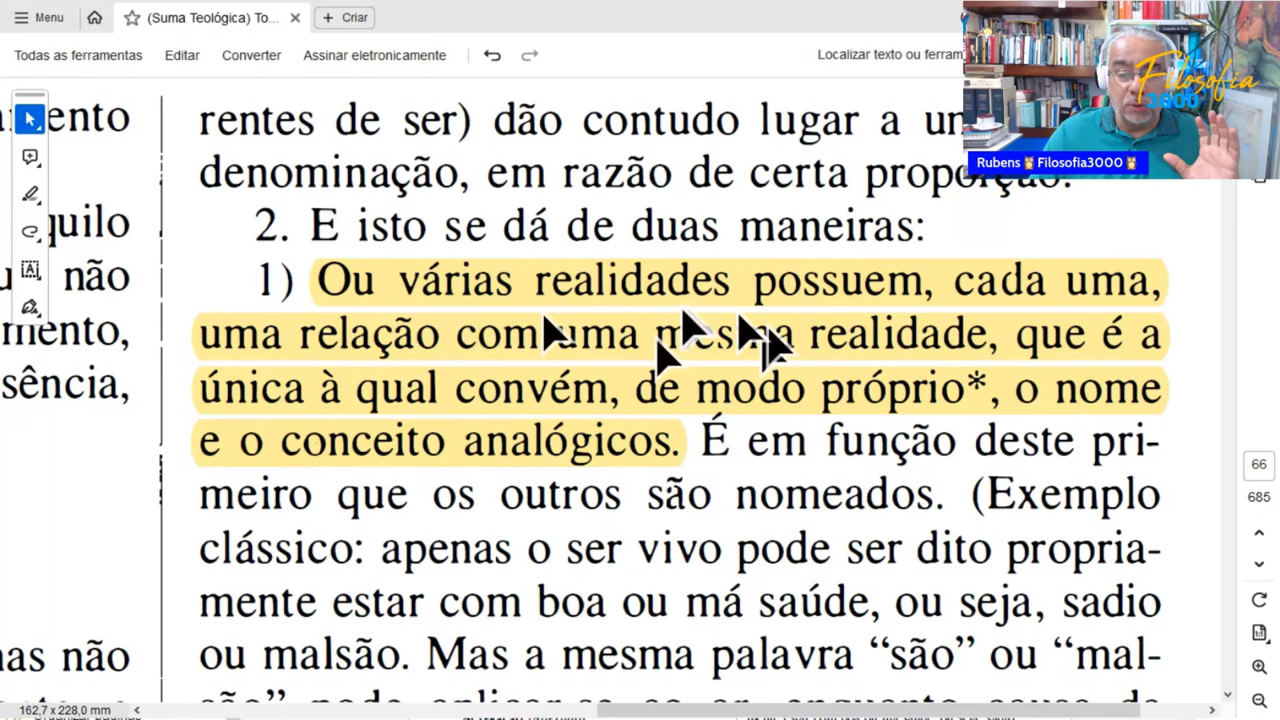 Menu
(Suma Teológica) To...
Criar
Todas as ferramentas
Editar
Converter
Assinar eletronicamente
Localizar texto ou ferram
Filosofia
3000
Rubens Filosofia3000
ento
quilo
não
mento,
sência,
as não
rentes de ser) dão contudo lugar a
denominação, em razão de certa proporção.
2. E isto se dá de duas maneiras:
1) Ou várias realidades possuem, cada uma,
uma relação com uma mesma realidade, que é a
única à qual convém, de modo próprio*, o nome
e o conceito analógicos. É em função deste pri-
meiro que os outros são nomeados. (Exemplo
clássico: apenas o ser vivo pode ser dito propria-
mente estar com boa ou má saúde, ou seja, sadio
ou malsão. Mas a mesma palavra “são” ou “mal-
66
685
162,7 x 228,0 mm